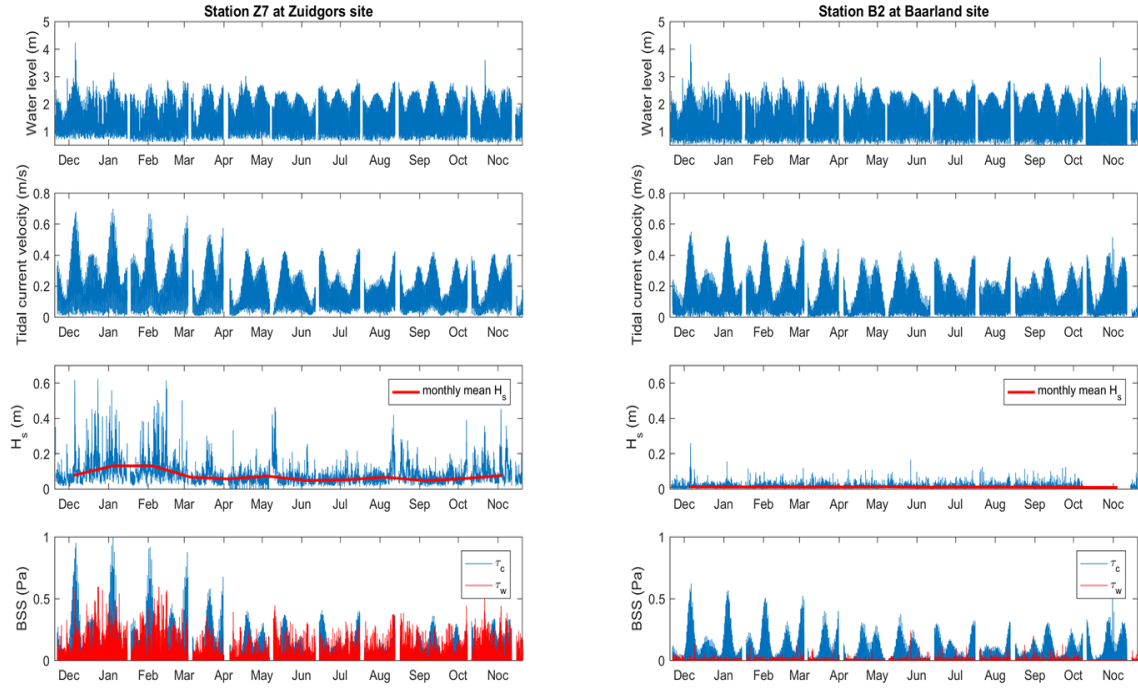 Station Z7 at Zuidgors site
Water level (m)
5
4
3
2
1
Dec Jan Feb Mar Apr May Jun Jul Aug Sep Oct Noc
Tidal current velocity (m/s)
0.8
0.6
0.4
0.2
0
Dec Jan Feb Mar Apr May Jun Jul Aug Sep Oct Noc
H_s (m)
0.6
0.4
0.2
0
monthly mean H_s
Dec Jan Feb Mar Apr May Jun Jul Aug Sep Oct Noc
BSS (Pa)
1
0.5
0
τ_c
τ_w
Dec Jan Feb Mar Apr May Jun Jul Aug Sep Oct Noc
Station B2 at Baarland site
Water level (m)
5
4
3
2
1
Dec Jan Feb Mar Apr May Jun Jul Aug Sep Oct Noc
Tidal current velocity (m/s)
0.8
0.6
0.4
0.2
0
Dec Jan Feb Mar Apr May Jun Jul Aug Sep Oct Noc
H_s (m)
0.6
0.4
0.2
0
monthly mean H_s
Dec Jan Feb Mar Apr May Jun Jul Aug Sep Oct Noc
BSS (Pa)
1
0.5
0
τ_c
τ_w
Dec Jan Feb Mar Apr May Jun Jul Aug Sep Oct Noc